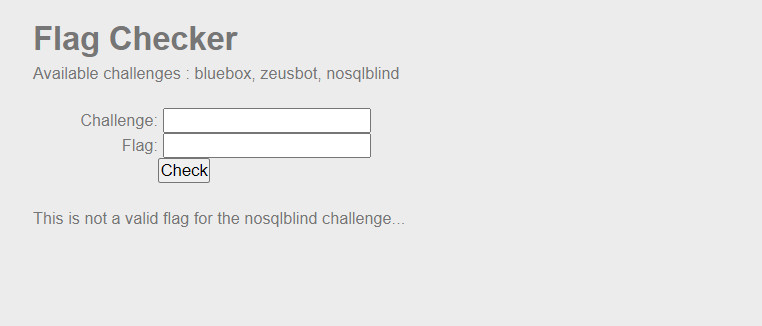 Flag Checker
Available challenges : bluebox, zeusbot, nosqlblind
Challenge:
Flag:
Check
This is not a valid flag for the nosqlblind challenge...